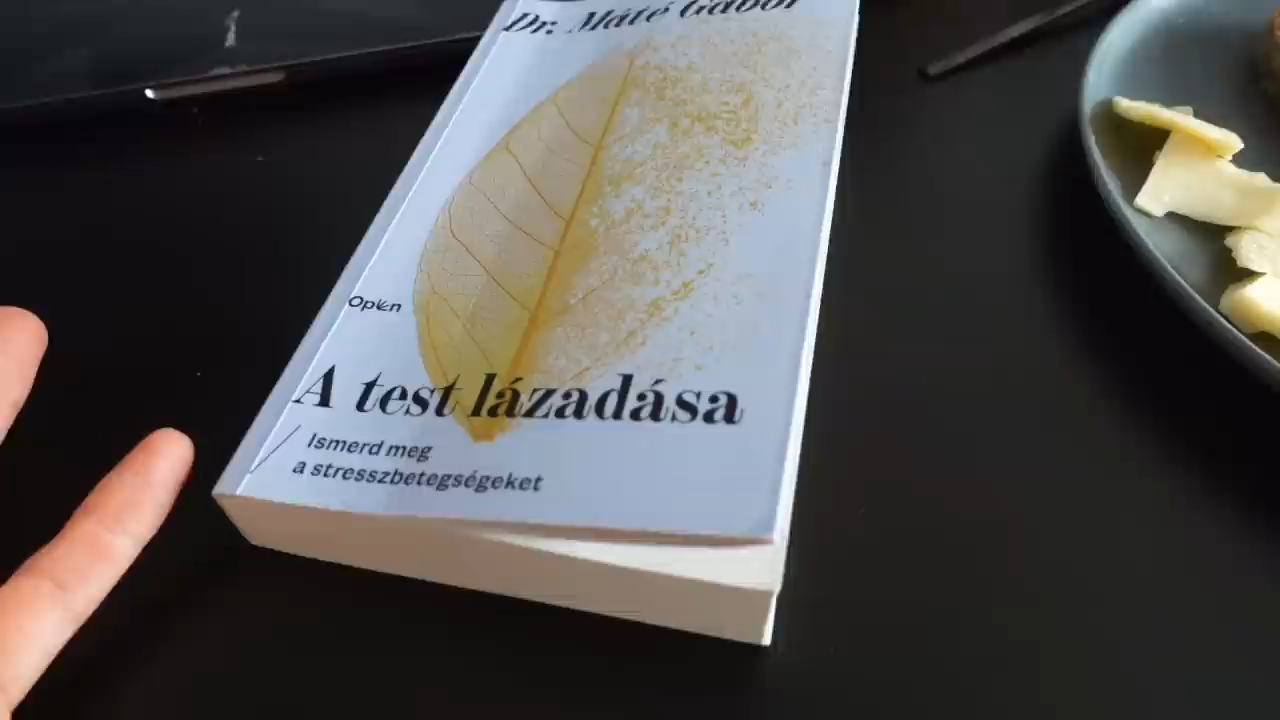 Dr. Máté Gábor
Open
A test lázadása
Ismerd meg
a stresszbetegségeket